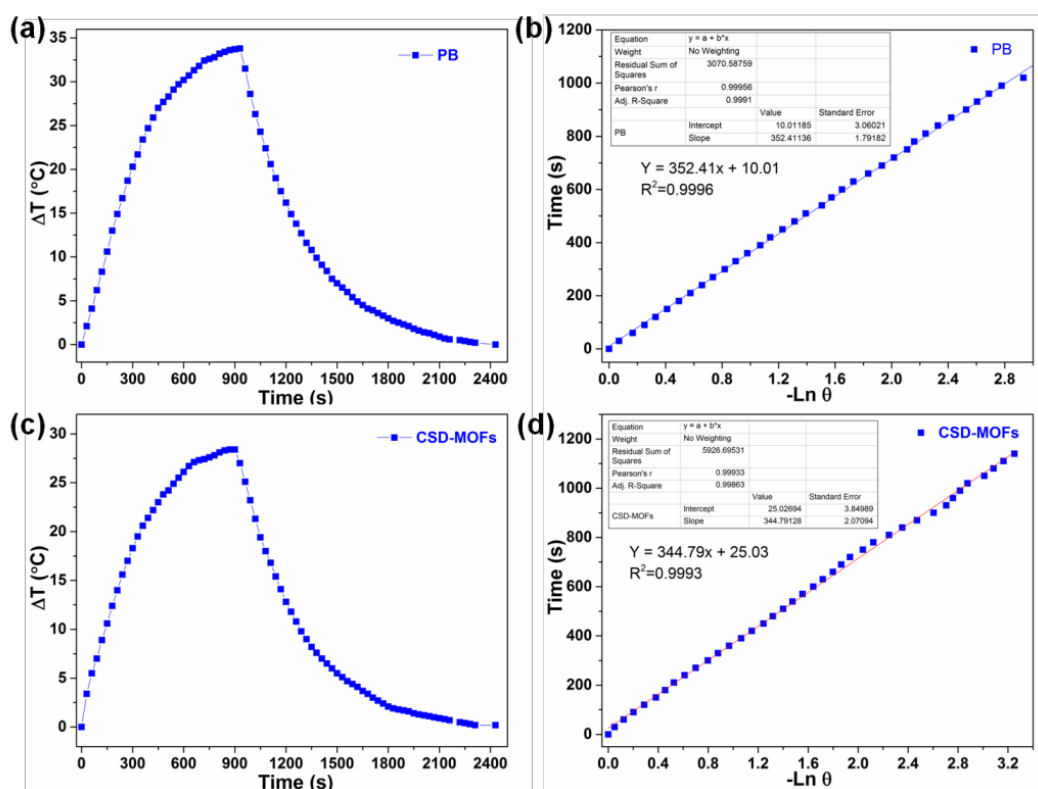 (a)
PB
35
30
25
20
15
10
5
0
ΔT (°C)
0 300 600 900 1200 1500 1800 2100 2400
Time (s)
(b)
PB
Equation y = a + b*x
Weight No Weighting
Residual Sum of Squares 3070.58759
Pearson's r 0.99956
Adj. R-Square 0.9991
Value Standard Error
PB Intercept 10.01185 3.06021
Slope 352.41136 1.79182
Y = 352.41x + 10.01
R²=0.9996
1200
1000
800
600
400
200
0
Time (s)
0.0 0.4 0.8 1.2 1.6 2.0 2.4 2.8
-Ln θ
(c)
CSD-MOFs
30
25
20
15
10
5
0
ΔT (°C)
0 300 600 900 1200 1500 1800 2100 2400
Time (s)
(d)
CSD-MOFs
Equation y = a + b*x
Weight No Weighting
Residual Sum of Squares 5926.69531
Pearson's r 0.99933
Adj. R-Square 0.99863
Value Standard Error
CSD-MOFs Intercept 25.02694 3.84989
Slope 344.79128 2.07094
Y = 344.79x + 25.03
R²=0.9993
1200
1000
800
600
400
200
0
Time (s)
0.0 0.4 0.8 1.2 1.6 2.0 2.4 2.8 3.2
-Ln θ